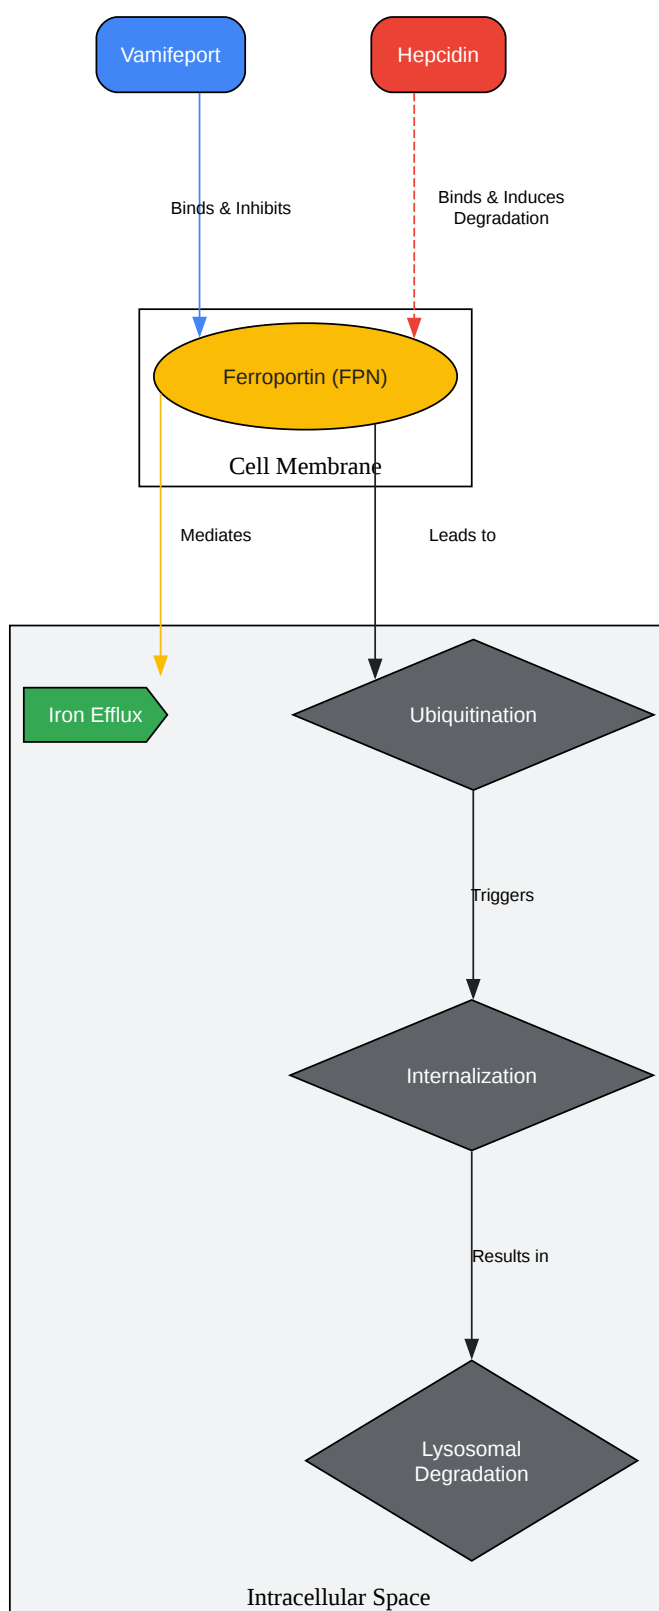 Vamifeport
Hepcidin
Binds & Inhibits
Binds & Induces
Degradation
Ferroportin (FPN)
Cell Membrane
Mediates
Leads to
Iron Efflux
Ubiquitination
Triggers
Internalization
Results in
Lysosomal
Degradation
Intracellular Space